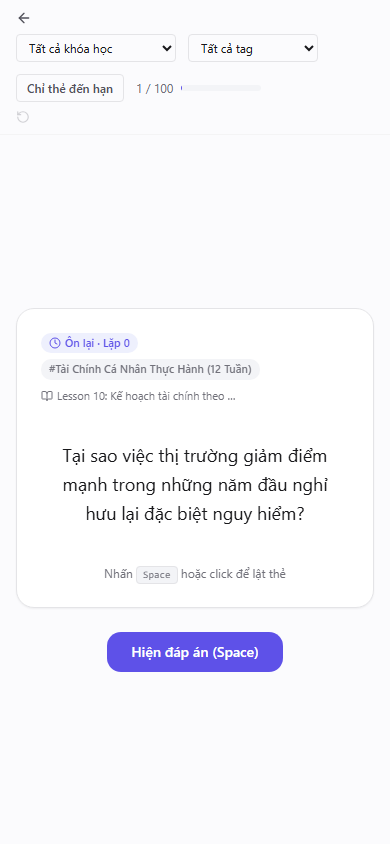 Tất cả khóa học
Tất cả tag
Chỉ thẻ đến hạn
1 / 100
Ôn lại · Lặp 0
#Tài Chính Cá Nhân Thực Hành (12 Tuần)
Lesson 10: Kế hoạch tài chính theo ...
Tại sao việc thị trường giảm điểm
mạnh trong những năm đầu nghỉ
hưu lại đặc biệt nguy hiểm?
Nhấn Space hoặc click để lật thẻ
Hiện đáp án (Space)